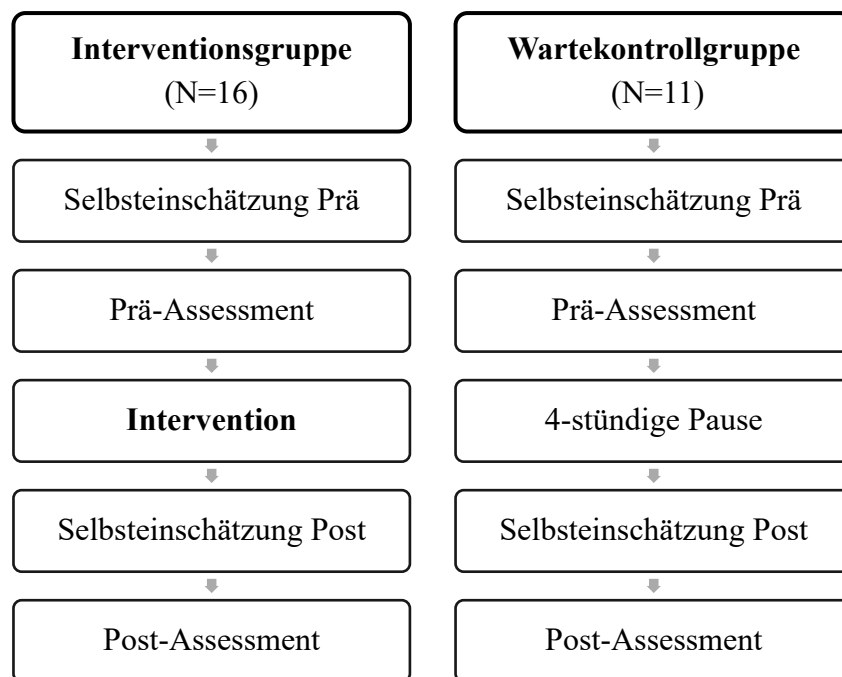 Interventionsgruppe
(N=16)
Selbsteinschätzung Prä
Prä-Assessment
Intervention
Selbsteinschätzung Post
Post-Assessment
Wartekontrollgruppe
(N=11)
Selbsteinschätzung Prä
Prä-Assessment
4-stündige Pause
Selbsteinschätzung Post
Post-Assessment